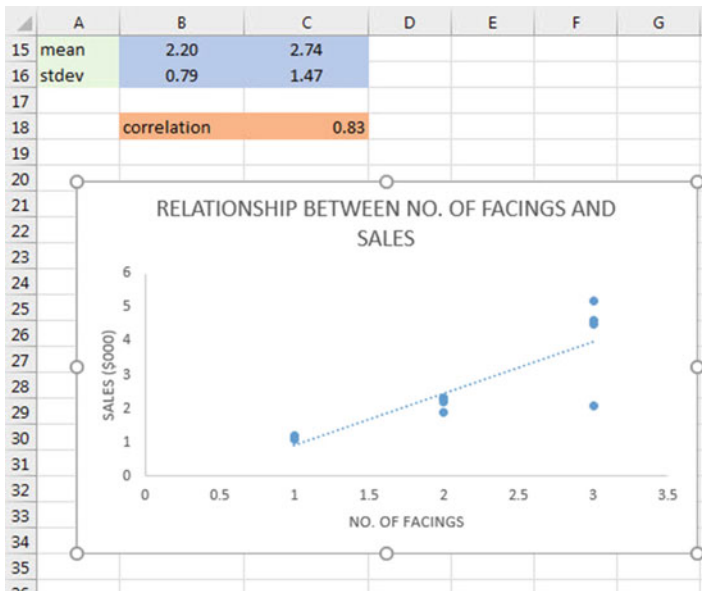 A B C D E F G
15 mean 2.20 2.74
16 stdev 0.79 1.47
17
18 correlation 0.83
19
20
21 RELATIONSHIP BETWEEN NO. OF FACINGS AND
22 SALES
23
24 6
25 5
26 4
27 3
28 2
29 1
30 0
31 SALES ($000)
32 0 0.5 1 1.5 2 2.5 3 3.5
33 NO. OF FACINGS
34
35